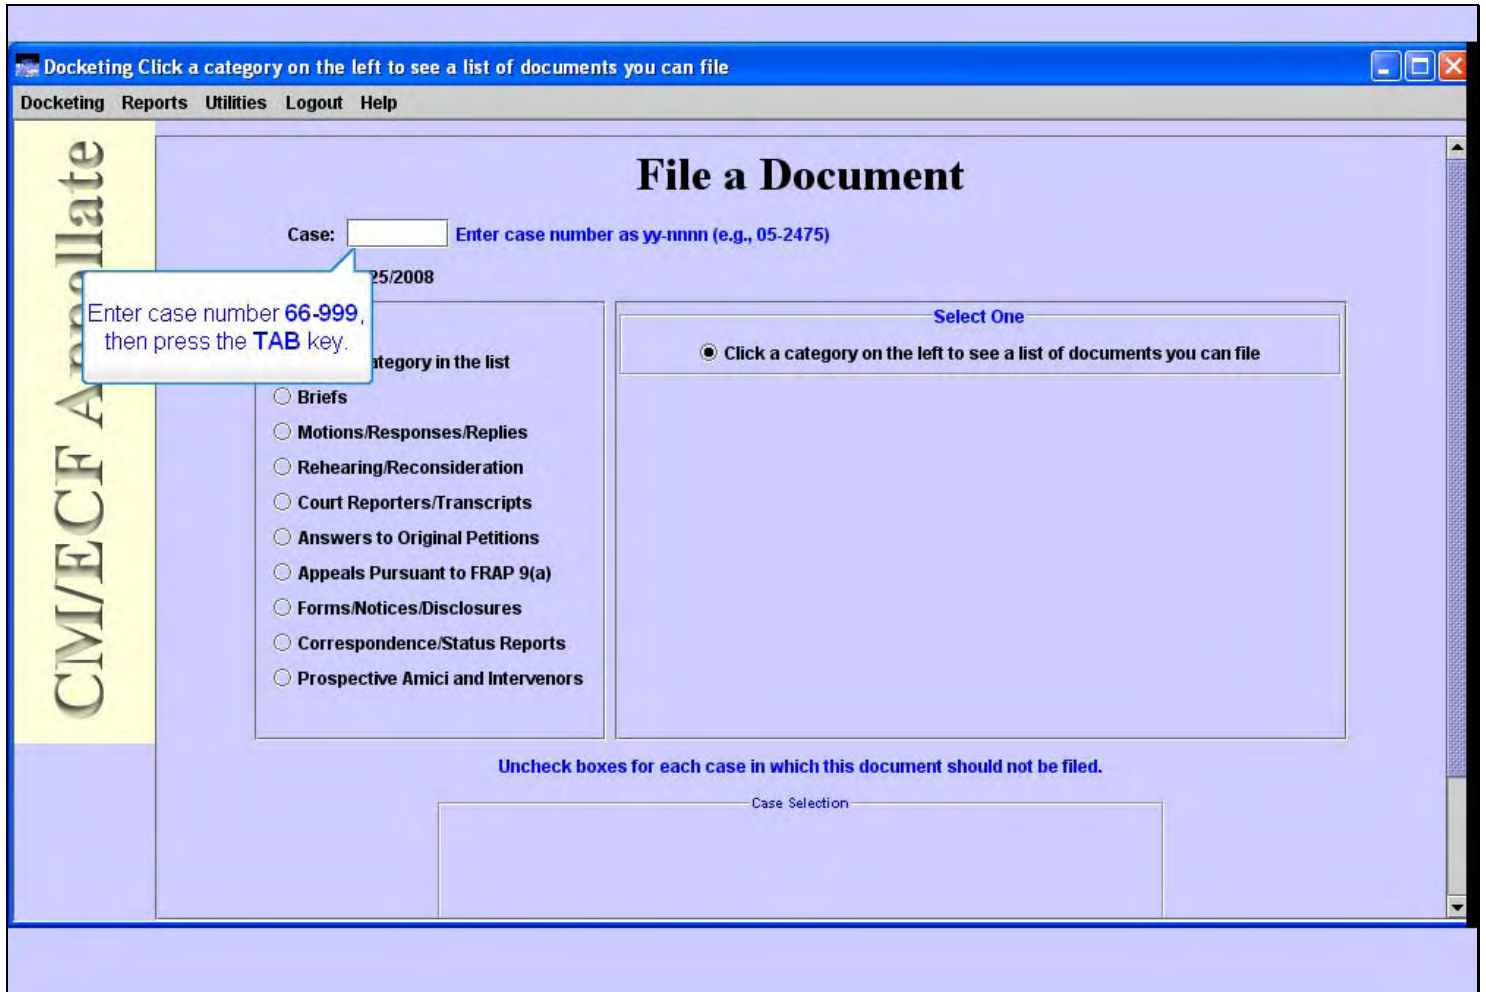 Docketing Click a category on the left to see a list of documents you can file
Docketing Reports Utilities Logout Help
CM/ECF Appellate
File a Document
Case: Enter case number as yy-nnnn (e.g., 05-2475)
25/2008
Enter case number 66-999,
then press the TAB key.
category in the list
Briefs
Motions/Responses/Replies
Rehearing/Reconsideration
Court Reporters/Transcripts
Answers to Original Petitions
Appeals Pursuant to FRAP 9(a)
Forms/Notices/Disclosures
Correspondence/Status Reports
Prospective Amici and Intervenors
Select One
Click a category on the left to see a list of documents you can file
Uncheck boxes for each case in which this document should not be filed.
Case Selection